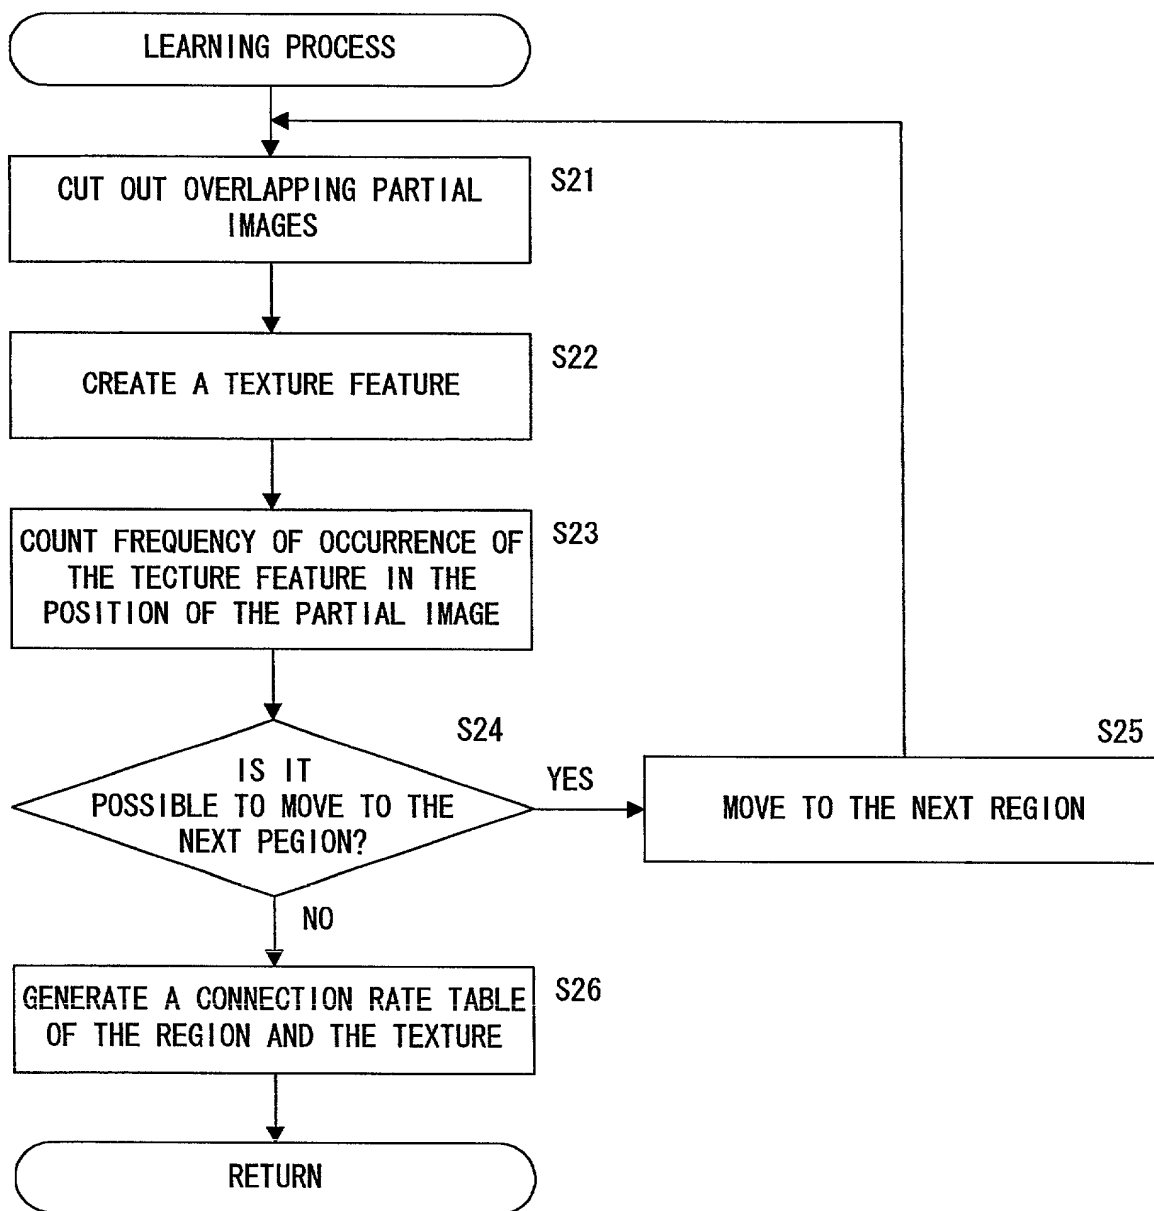 LEARNING PROCESS
CUT OUT OVERLAPPING PARTIAL
IMAGES
S21
CREATE A TEXTURE FEATURE
S22
COUNT FREQUENCY OF OCCURRENCE OF
THE TECTURE FEATURE IN THE
POSITION OF THE PARTIAL IMAGE
S23
IS IT
POSSIBLE TO MOVE TO THE
NEXT PEGION?
S24
YES
MOVE TO THE NEXT REGION
S25
NO
GENERATE A CONNECTION RATE TABLE
OF THE REGION AND THE TEXTURE
S26
RETURN